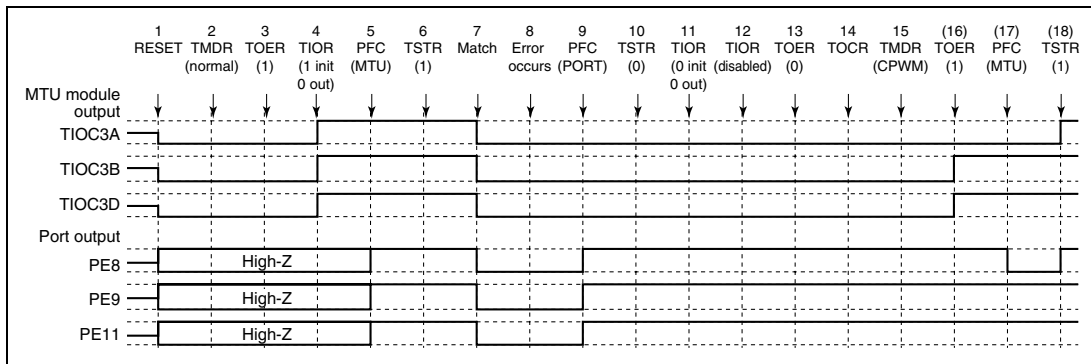 1 2 3 4 5 6 7 8 9 10 11 12 13 14 15 (16) (17) (18)
RESET TMDR TOER TIOR PFC TSTR Match Error PFC TSTR TIOR TIOR TOER TOCR TMDR TOER PFC TSTR
(normal) (1) (1 init (MTU) (1) occurs (PORT) (0) (0 init (disabled) (0) (CPWM) (1) (MTU) (1)
0 out) 0 out)
MTU module
output
TIOC3A
TIOC3B
TIOC3D
Port output
PE8 High-Z
PE9 High-Z
PE11 High-Z